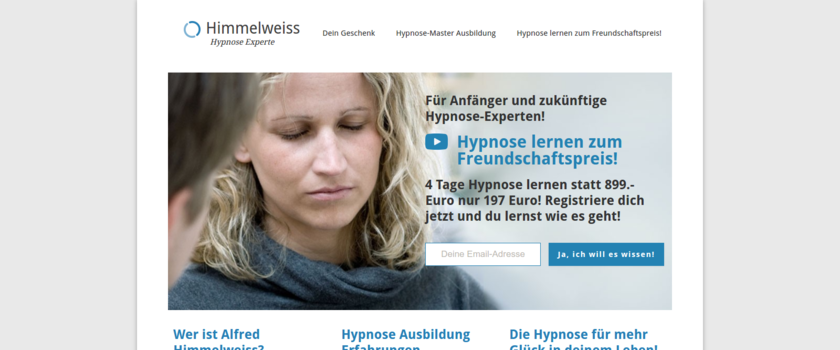 Himmelweiss
Hypnose Experte
Dein Geschenk
Hypnose-Master Ausbildung
Hypnose lernen zum Freundschaftspreis!
Für Anfänger und zukünftige
Hypnose-Experten!
Hypnose lernen zum
Freundschaftspreis!
4 Tage Hypnose lernen statt 899.-
Euro nur 197 Euro! Registriere dich
jetzt und du lernst wie es geht!
Deine Email-Adresse
Ja, ich will es wissen!
Wer ist Alfred
Himmelweiss?
Hypnose Ausbildung
Erfahrungen
Die Hypnose für mehr
Glück in deinem Leben!